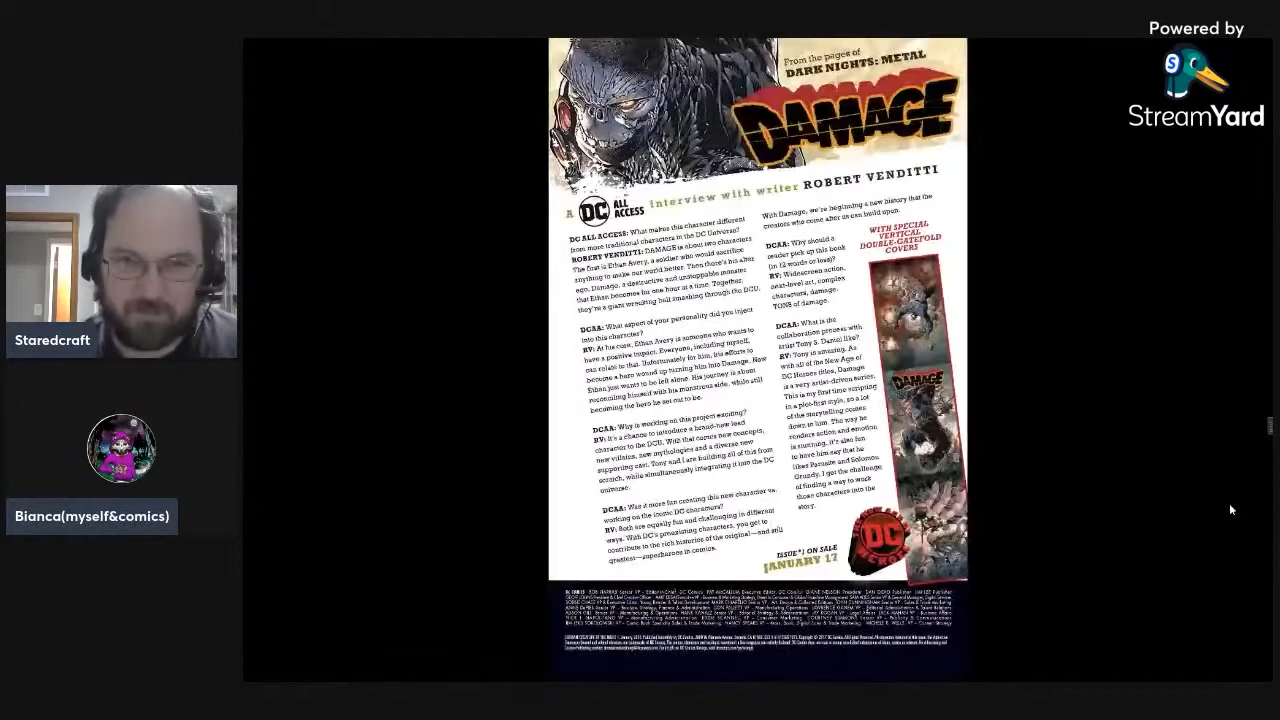 Powered by
StreamYard
From the pages of
DARK NIGHTS: METAL
DAMAGE
A DC ALL ACCESS interview with writer ROBERT VENDITTI
DC ALL ACCESS: What makes this character different
from more traditional characters in the DC Universe?
ROBERT VENDITTI: DAMAGE is about two characters
The first is Ethan Avery, a soldier who would sacrifice
anything to make our world better. Then there's his alter
ego, Damage, a destructive and unstoppable monster
that Ethan becomes for one hour at a time. Together,
they're a giant wrecking ball smashing through the DCU.
DCAA: What aspect of your personality did you inject
into this character?
RV: At his core, Ethan Avery is someone who wants to
have a positive impact. Everyone, including myself,
can relate to that. Unfortunately for him, his efforts to
become a hero wound up turning him into Damage. Now
Ethan just wants to be left alone. His journey is about
reconciling himself with his monstrous side, while still
becoming the hero he set out to be.
DCAA: Why is working on this project exciting?
RV: It's a chance to introduce a brand-new lead
character to the DCU. With that comes new concepts,
new villains, new mythologies and a diverse new
supporting cast. Tony and I are building all of this from
scratch, while simultaneously integrating it into the DC
universe.
DCAA: Was it more fun creating this new character vs.
working on the iconic DC characters?
RV: Both are equally fun and challenging in different
ways. With DC's preexisting characters, you get to
contribute to the rich histories of the original—and still
greatest—superheroes in comics.
With Damage, we're beginning a new history that the
creators who come after us can build upon.
DCAA: Why should a
reader pick up this book
(in 12 words or less)?
RV: Widescreen action,
next-level art, complex
characters, damage.
TONS of damage.
DCAA: What is the
collaboration process with
artist Tony S. Daniel like?
RV: Tony is amazing. As
with all of the New Age of
DC Heroes titles, Damage
is a very artist-driven series.
This is my first time scripting
in a plot-first style, so a lot
of the storytelling comes
down to him. The way he
renders action and emotion
is stunning. It's also fun
to have him say that he
likes Parasite and Solomon
Grundy. I get the challenge
of finding a way to work
those characters into the
story.
WITH SPECIAL
VERTICAL
DOUBLE-GATEFOLD
COVERS
DAMAGE
DC
ISSUE #1 ON SALE
JANUARY 17
Stwedcraft
Bianca(myself&comics)